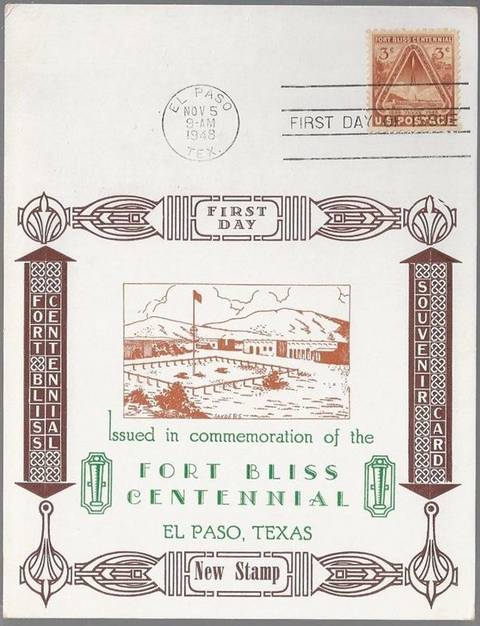 FORT BLISS CENTENNIAL
3¢ 3¢
U.S. POSTAGE
EL PASO
NOV 5
9-AM
1948
TEX.
FIRST DAY
FIRST
DAY
FORT BLISS
CENTENNIAL
SOUVENIR
CARD
SANDERS
Issued in commemoration of the
FORT BLISS
CENTENNIAL
EL PASO, TEXAS
New Stamp